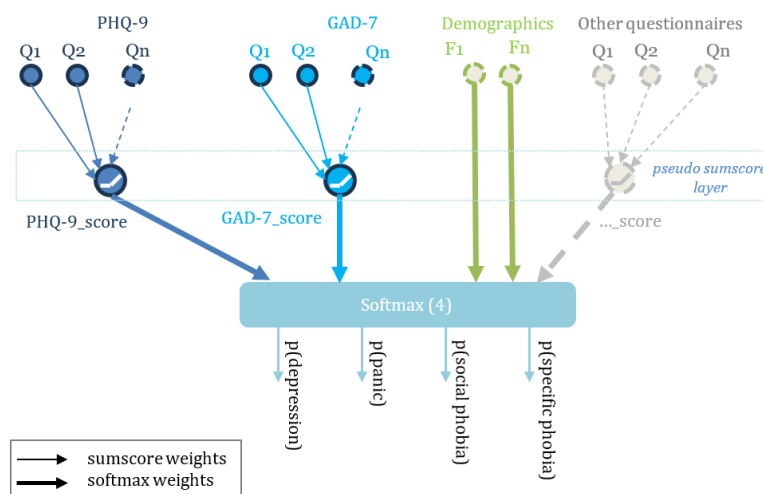 PHQ-9
GAD-7
Demographics
Other questionnaires
Q1
Q2
Qn
Q1
Q2
Qn
F1
Fn
Q1
Q2
Qn
pseudo sumscore
layer
PHQ-9_score
GAD-7_score
..._score
Softmax (4)
p(depression)
p(panic)
p(social phobia)
p(specific phobia)
sumscore weights
softmax weights